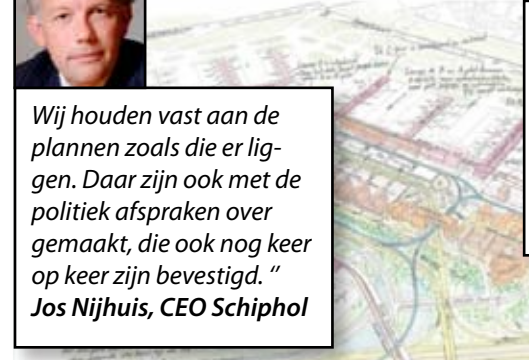 Wij houden vast aan de
plannen zoals die er lig-
gen. Daar zijn ook met de
politiek afspraken over
gemaakt, die ook nog keer
op keer zijn bevestigd. ”
Jos Nijhuis, CEO Schiphol